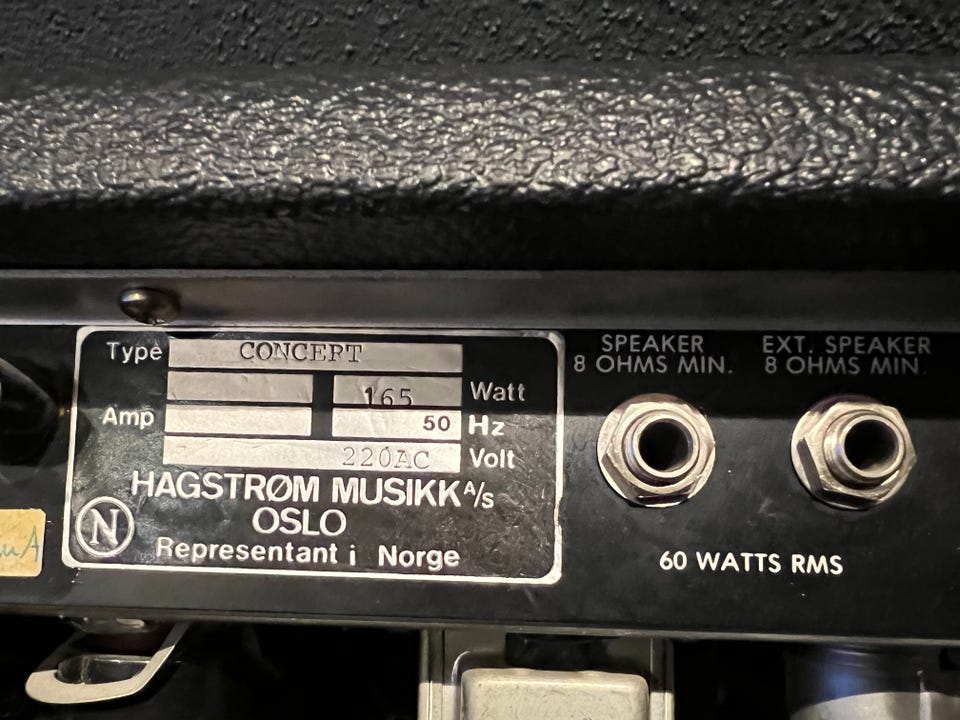 Type CONCERT
165 Watt
Amp 50 Hz
220AC Volt
HAGSTRØM MUSIKK A/S
OSLO
N
Representant i Norge
SPEAKER
8 OHMS MIN.
EXT. SPEAKER
8 OHMS MIN.
60 WATTS RMS